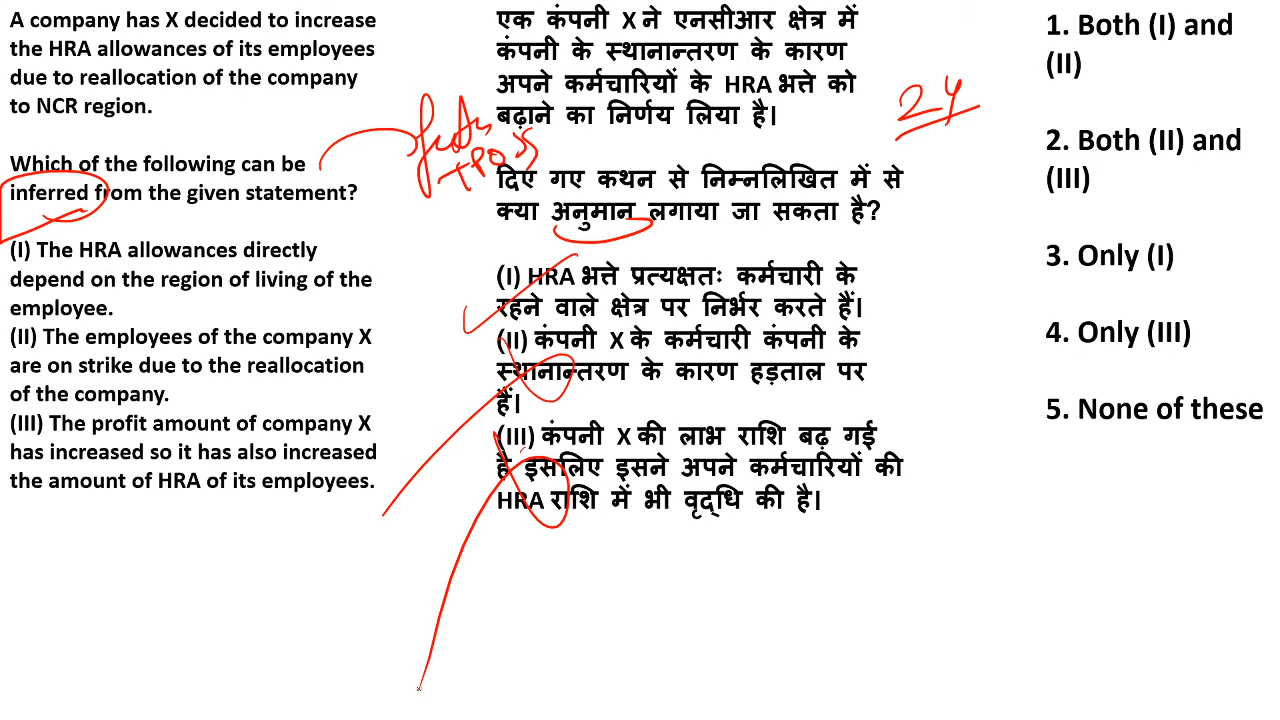 A company has X decided to increase
the HRA allowances of its employees
due to reallocation of the company
to NCR region.
Which of the following can be
inferred from the given statement?
(I) The HRA allowances directly
depend on the region of living of the
employee.
(II) The employees of the company X
are on strike due to the reallocation
of the company.
(III) The profit amount of company X
has increased so it has also increased
the amount of HRA of its employees.
एक कंपनी X ने एनसीआर क्षेत्र में
कंपनी के स्थानान्तरण के कारण
अपने कर्मचारियों के HRA भत्ते को
बढ़ाने का निर्णय लिया है।
दिए गए कथन से निम्नलिखित में से
क्या अनुमान लगाया जा सकता है?
(I) HRA भत्ते प्रत्यक्षतः कर्मचारी के
रहने वाले क्षेत्र पर निर्भर करते हैं।
(II) कंपनी X के कर्मचारी कंपनी के
स्थानान्तरण के कारण हड़ताल पर
हैं।
(III) कंपनी X की लाभ राशि बढ़ गई
है इसलिए इसने अपने कर्मचारियों की
HRA राशि में भी वृद्धि की है।
24
1. Both (I) and
(II)
2. Both (II) and
(III)
3. Only (I)
4. Only (III)
5. None of these